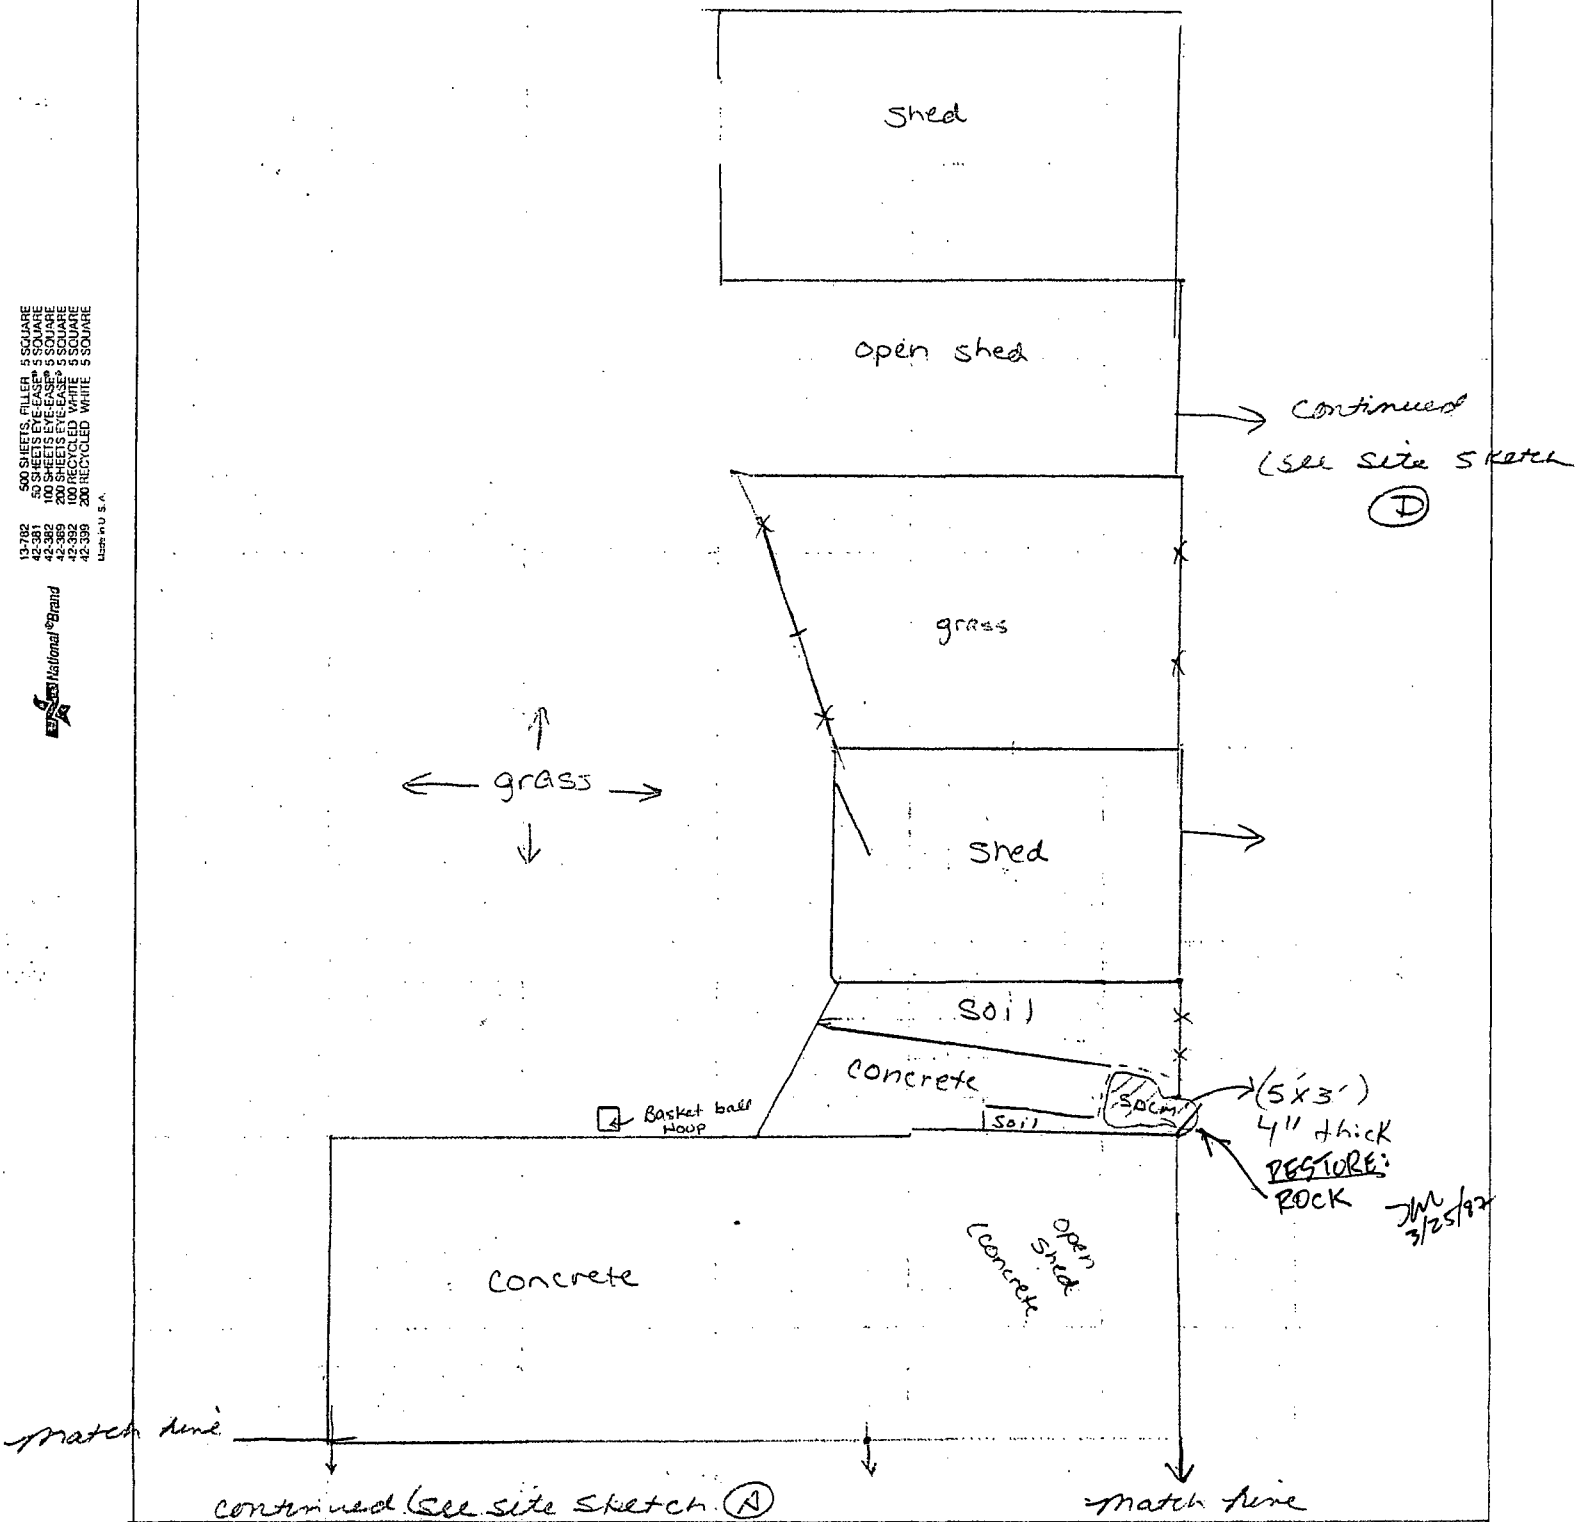 shed
open shed
continued
(see site sketch
D
grass
grass
shed
soil
concrete
SACM
soil
(5'x3')
4" thick
RESTORE:
ROCK
3/25/97
Basket ball
Houp
concrete
open
shed
(concrete
match line
continued (see site sketch A
match line
13-782 500 SHEETS, FILLER 5 SQUARE
42-381 50 SHEETS EYE-EASE® 5 SQUARE
42-382 100 SHEETS EYE-EASE® 5 SQUARE
42-389 200 SHEETS EYE-EASE® 5 SQUARE
42-392 100 RECYCLED WHITE 5 SQUARE
42-399 200 RECYCLED WHITE 5 SQUARE
Made in U.S.A.
National®Brand